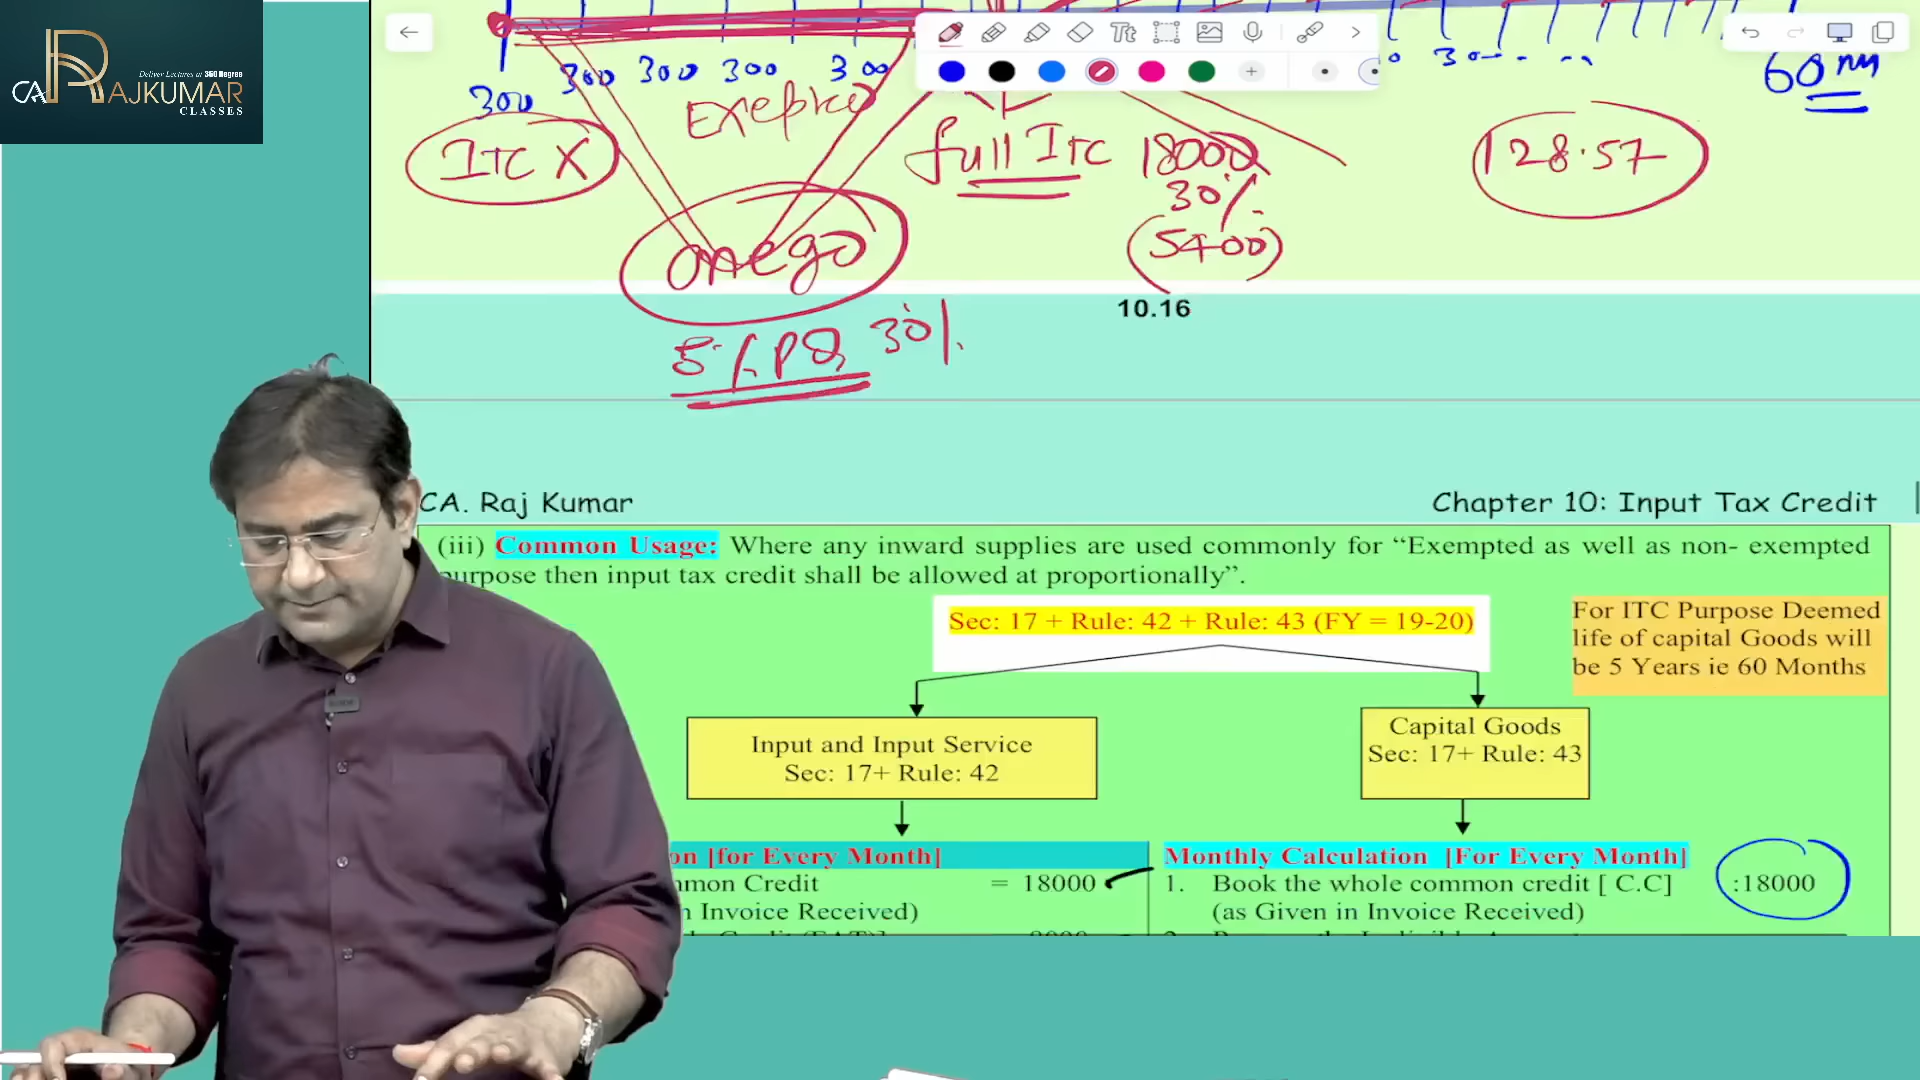 Deliver Lectures at 360 Degree
CA RAJKUMAR
CLASSES
300 300 300 300 300
300
60 m
Exempted
ITC X
full ITC 18000
30%
(5400)
128.57
one go
5% PQ 30%
10.16
CA. Raj Kumar
Chapter 10: Input Tax Credit
(iii) Common Usage: Where any inward supplies are used commonly for “Exempted as well as non- exempted
purpose then input tax credit shall be allowed at proportionally”.
Sec: 17 + Rule: 42 + Rule: 43 (FY = 19-20)
For ITC Purpose Deemed
life of capital Goods will
be 5 Years ie 60 Months
Input and Input Service
Sec: 17+ Rule: 42
Capital Goods
Sec: 17+ Rule: 43
on [for Every Month]
mmon Credit = 18000
n Invoice Received)
Monthly Calculation [For Every Month]
1. Book the whole common credit [ C.C] :18000
(as Given in Invoice Received)